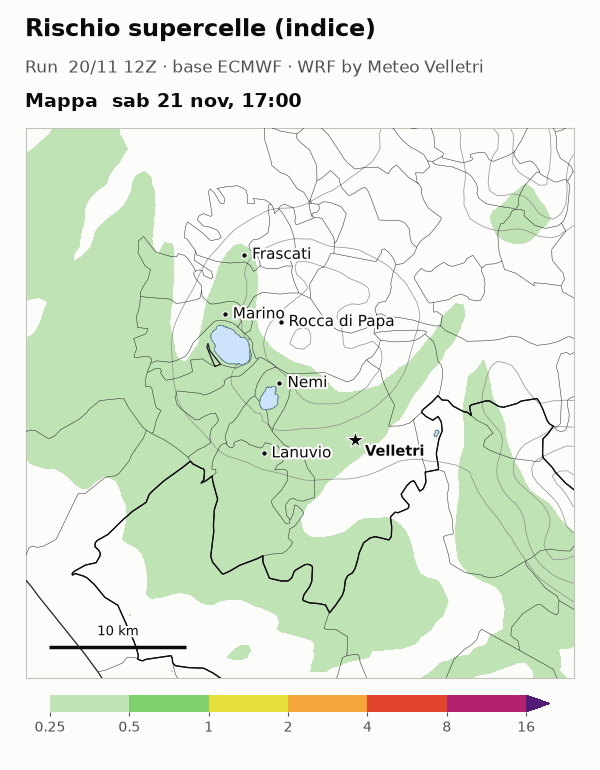 Rischio supercelle (indice)
Run  20/11 12Z · base ECMWF · WRF by Meteo Velletri
Mappa  sab 21 nov, 17:00
Frascati
Marino
Rocca di Papa
Nemi
Velletri
Lanuvio
10 km
0.25 0.5 1 2 4 8 16